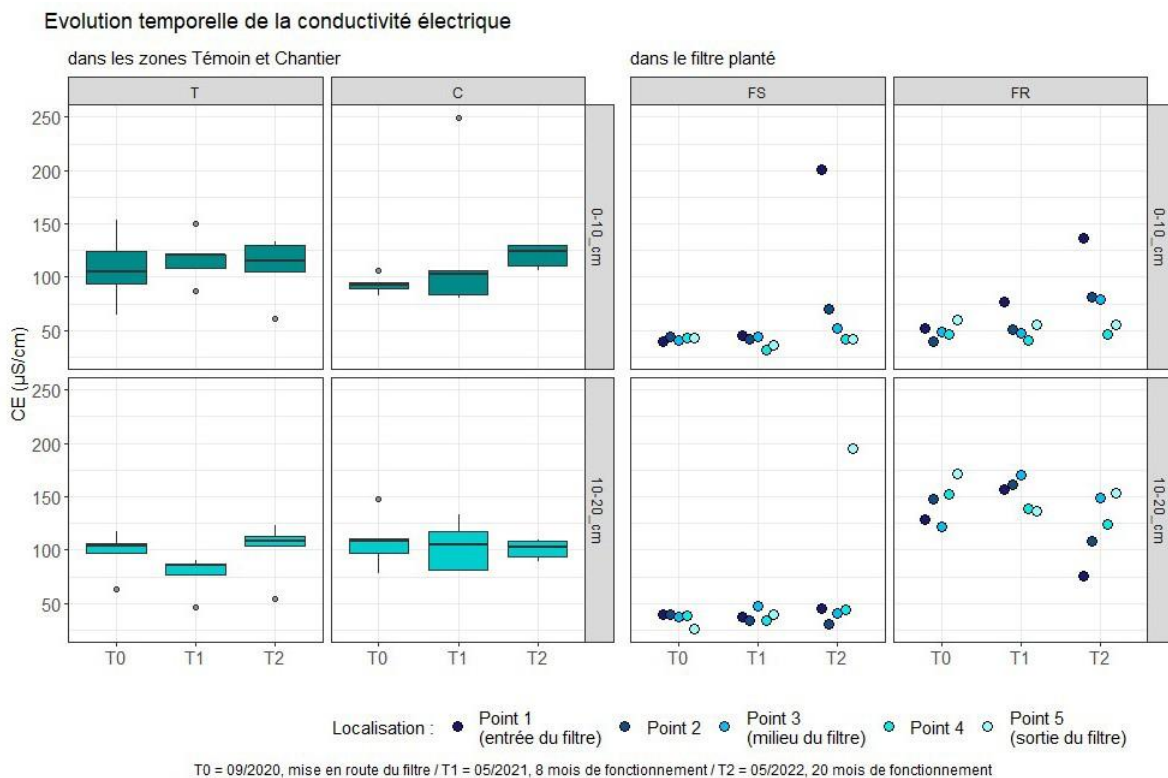 Evolution temporelle de la conductivité électrique
dans les zones Témoin et Chantier
dans le filtre planté
T
C
FS
FR
250
200
150
100
50
0-10_cm
CE (µS/cm)
250
200
150
100
50
10-20_cm
T0 T1 T2
T0 T1 T2
T0 T1 T2
T0 T1 T2
Localisation : Point 1 Point 2 Point 3 Point 4 Point 5
(entrée du filtre) (milieu du filtre) (sortie du filtre)
T0 = 09/2020, mise en route du filtre / T1 = 05/2021, 8 mois de fonctionnement / T2 = 05/2022, 20 mois de fonctionnement